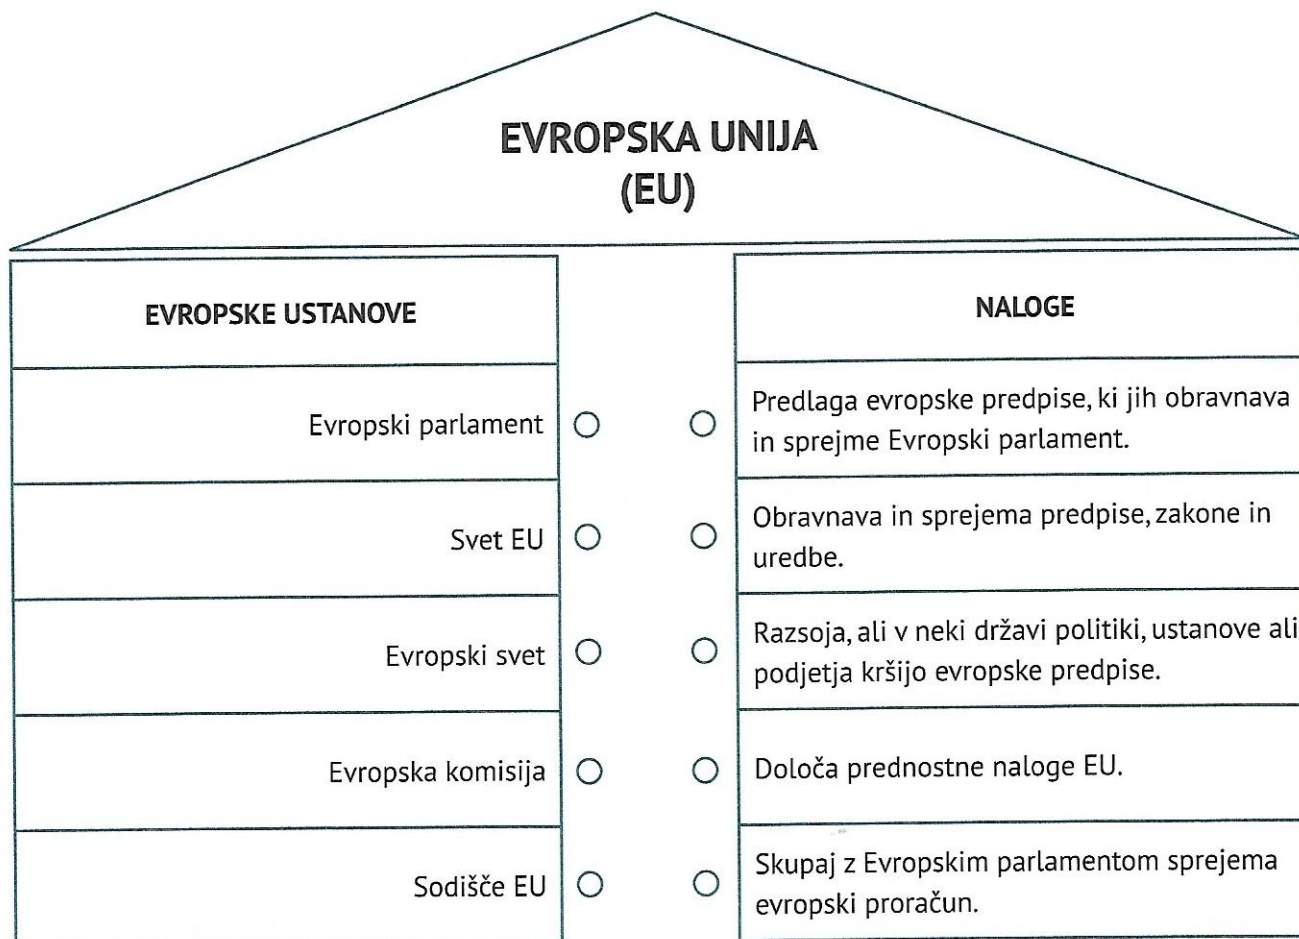 EVROPSKA UNIJA
(EU)
EVROPSKE USTANOVE
NALOGE
Evropski parlament
Predlaga evropske predpise, ki jih obravnava
in sprejme Evropski parlament.
Svet EU
Obravnava in sprejema predpise, zakone in
uredbe.
Evropski svet
Razsoja, ali v neki državi politiki, ustanove ali
podjetja kršijo evropske predpise.
Evropska komisija
Določa prednostne naloge EU.
Sodišče EU
Skupaj z Evropskim parlamentom sprejema
evropski proračun.